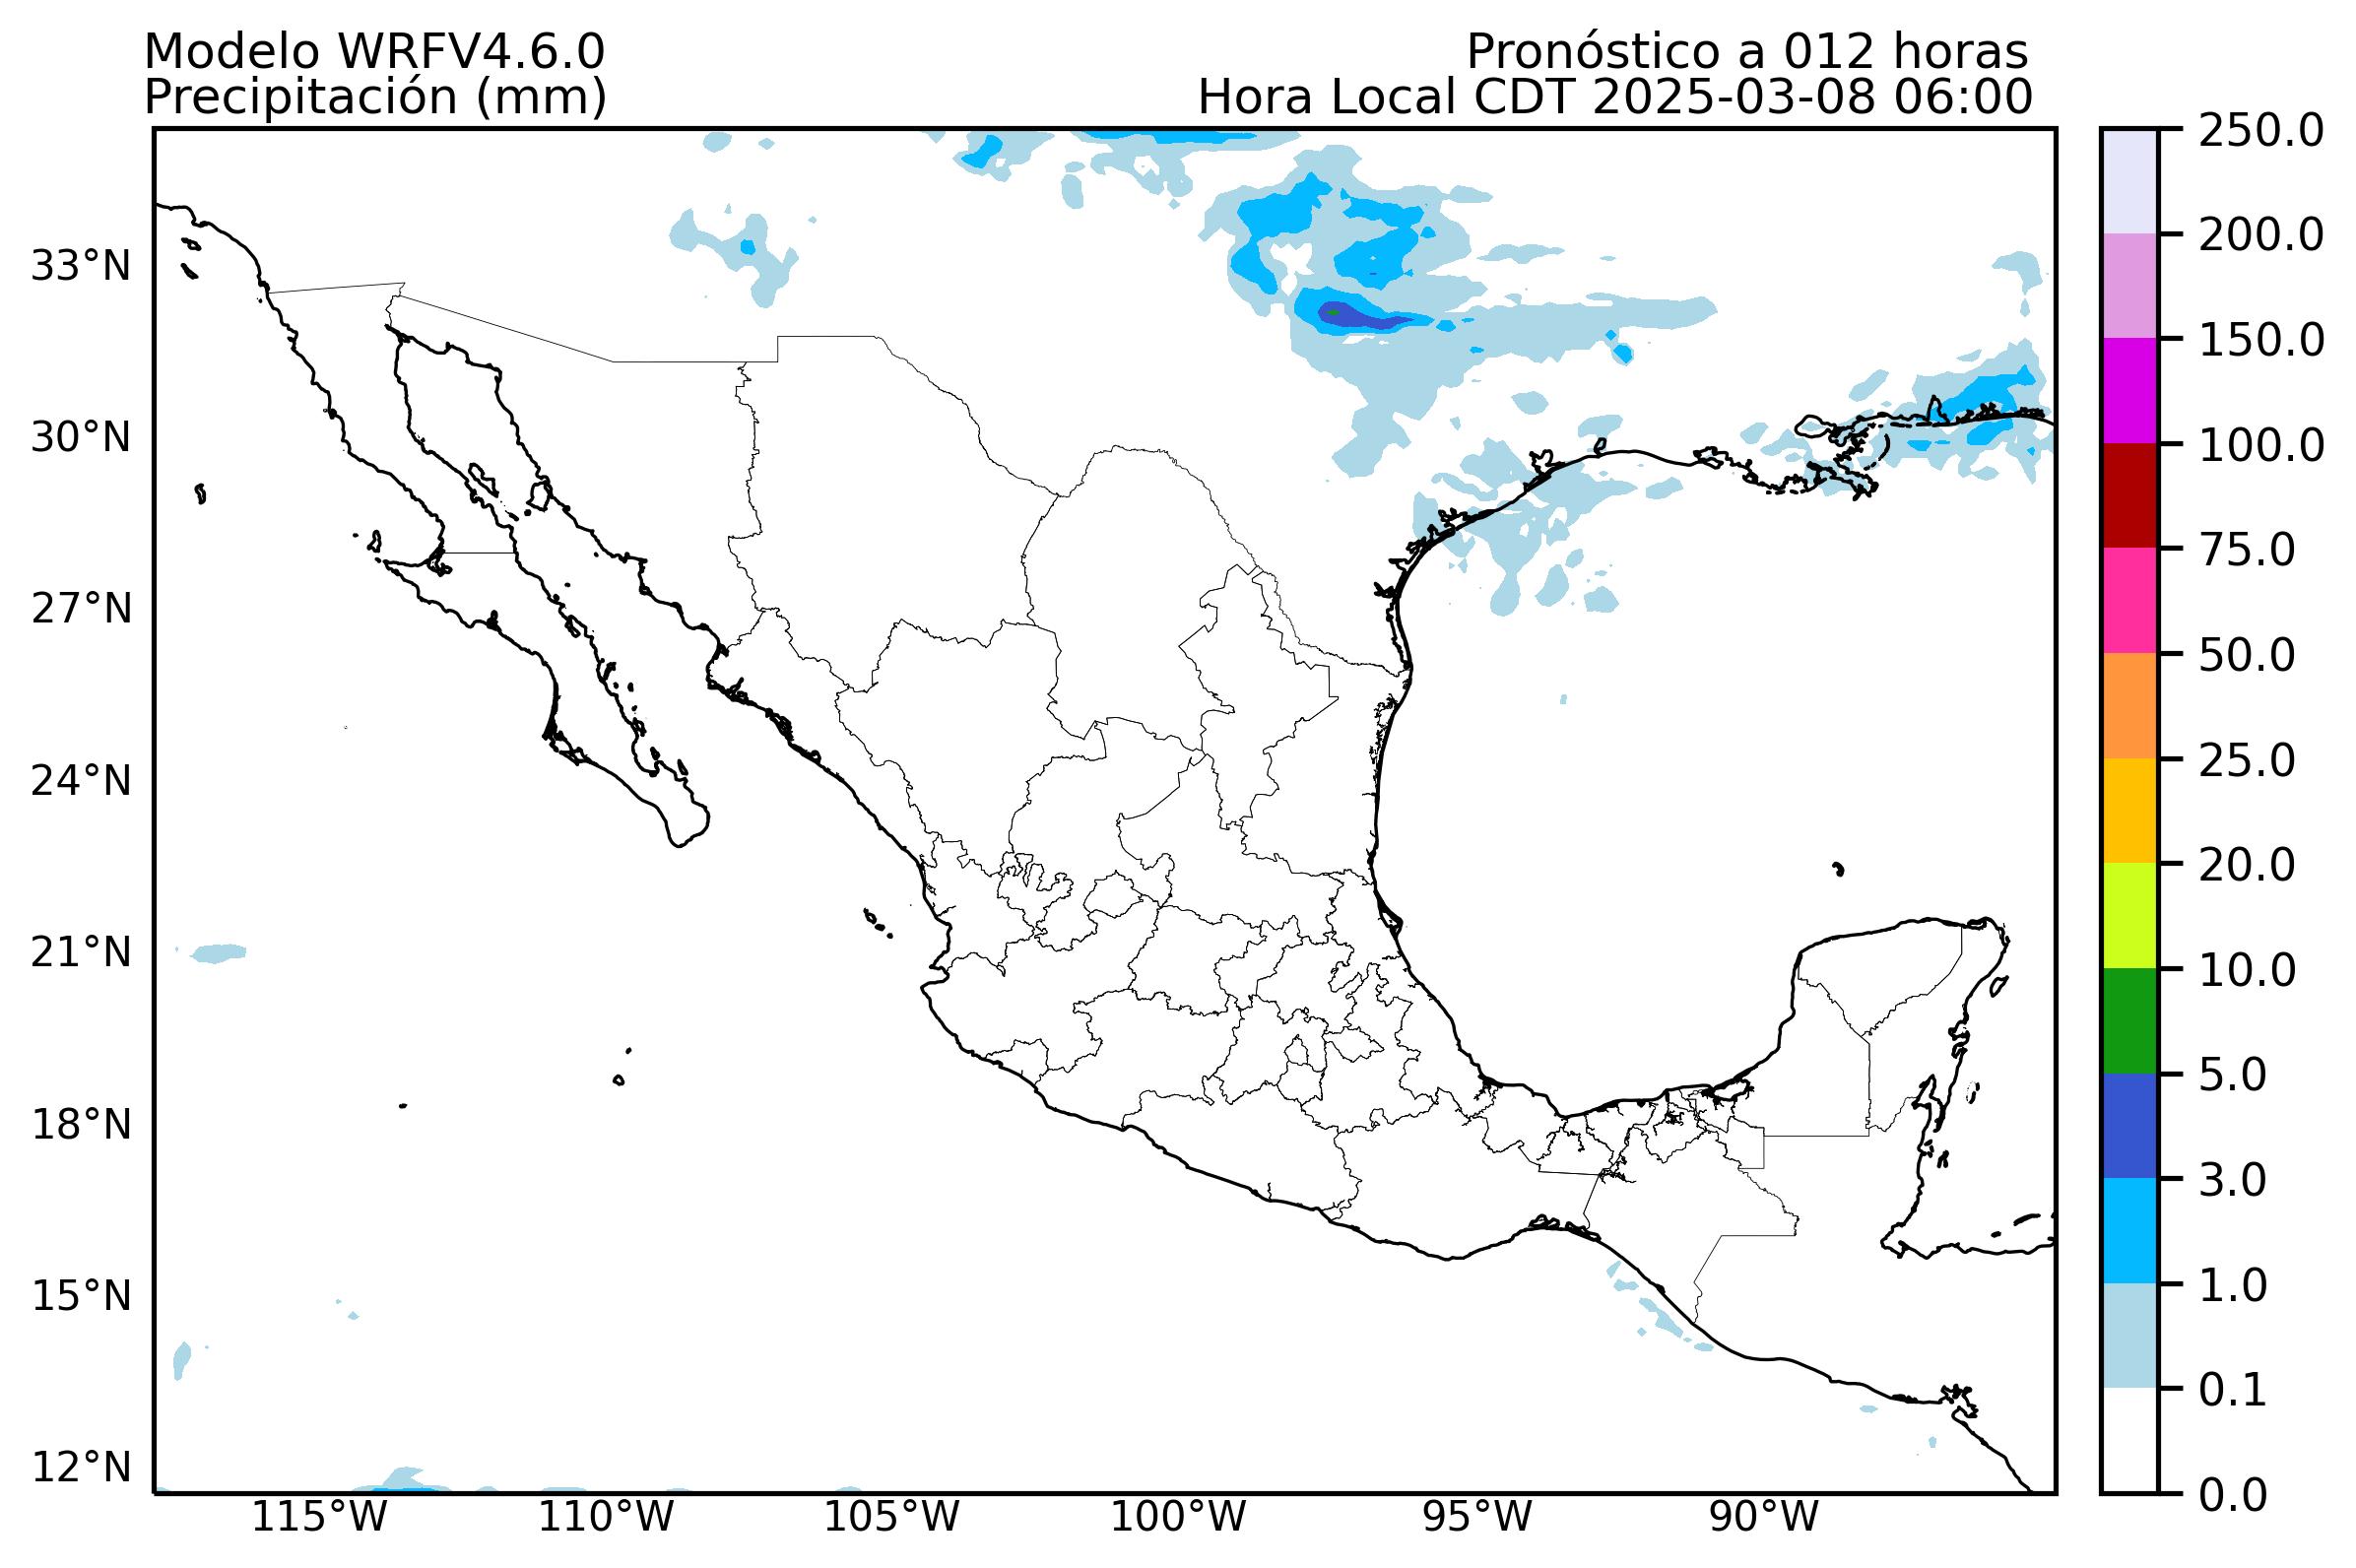 Modelo WRFV4.6.0
Pronóstico a 012 horas
Precipitación (mm)
Hora Local CDT 2025-03-08 06:00
33°N
30°N
27°N
24°N
21°N
18°N
15°N
12°N
115°W
110°W
105°W
100°W
95°W
90°W
250.0
200.0
150.0
100.0
75.0
50.0
25.0
20.0
10.0
5.0
3.0
1.0
0.1
0.0